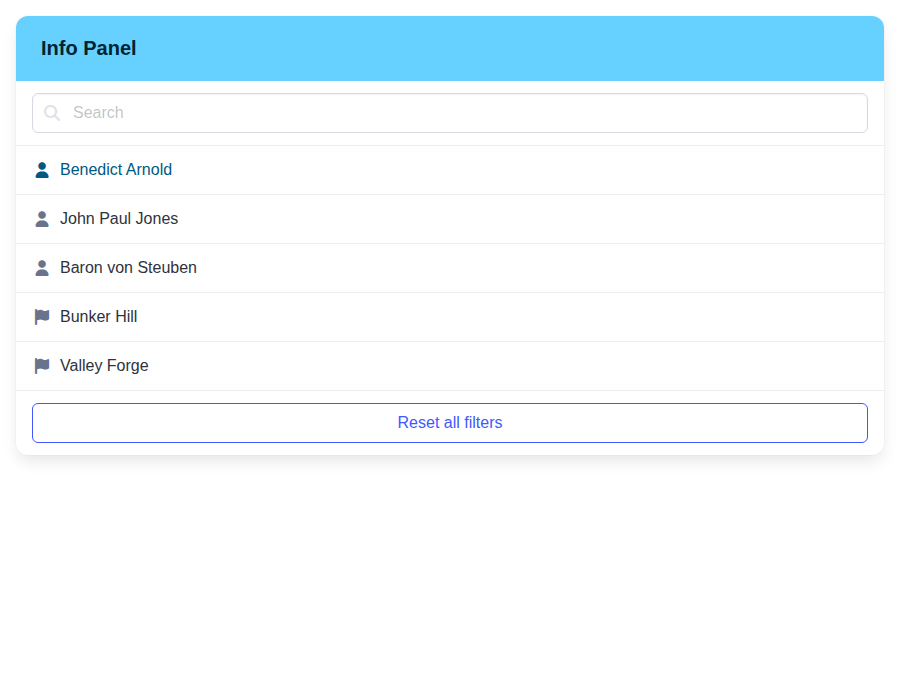 Info Panel
Search
Benedict Arnold
John Paul Jones
Baron von Steuben
Bunker Hill
Valley Forge
Reset all filters